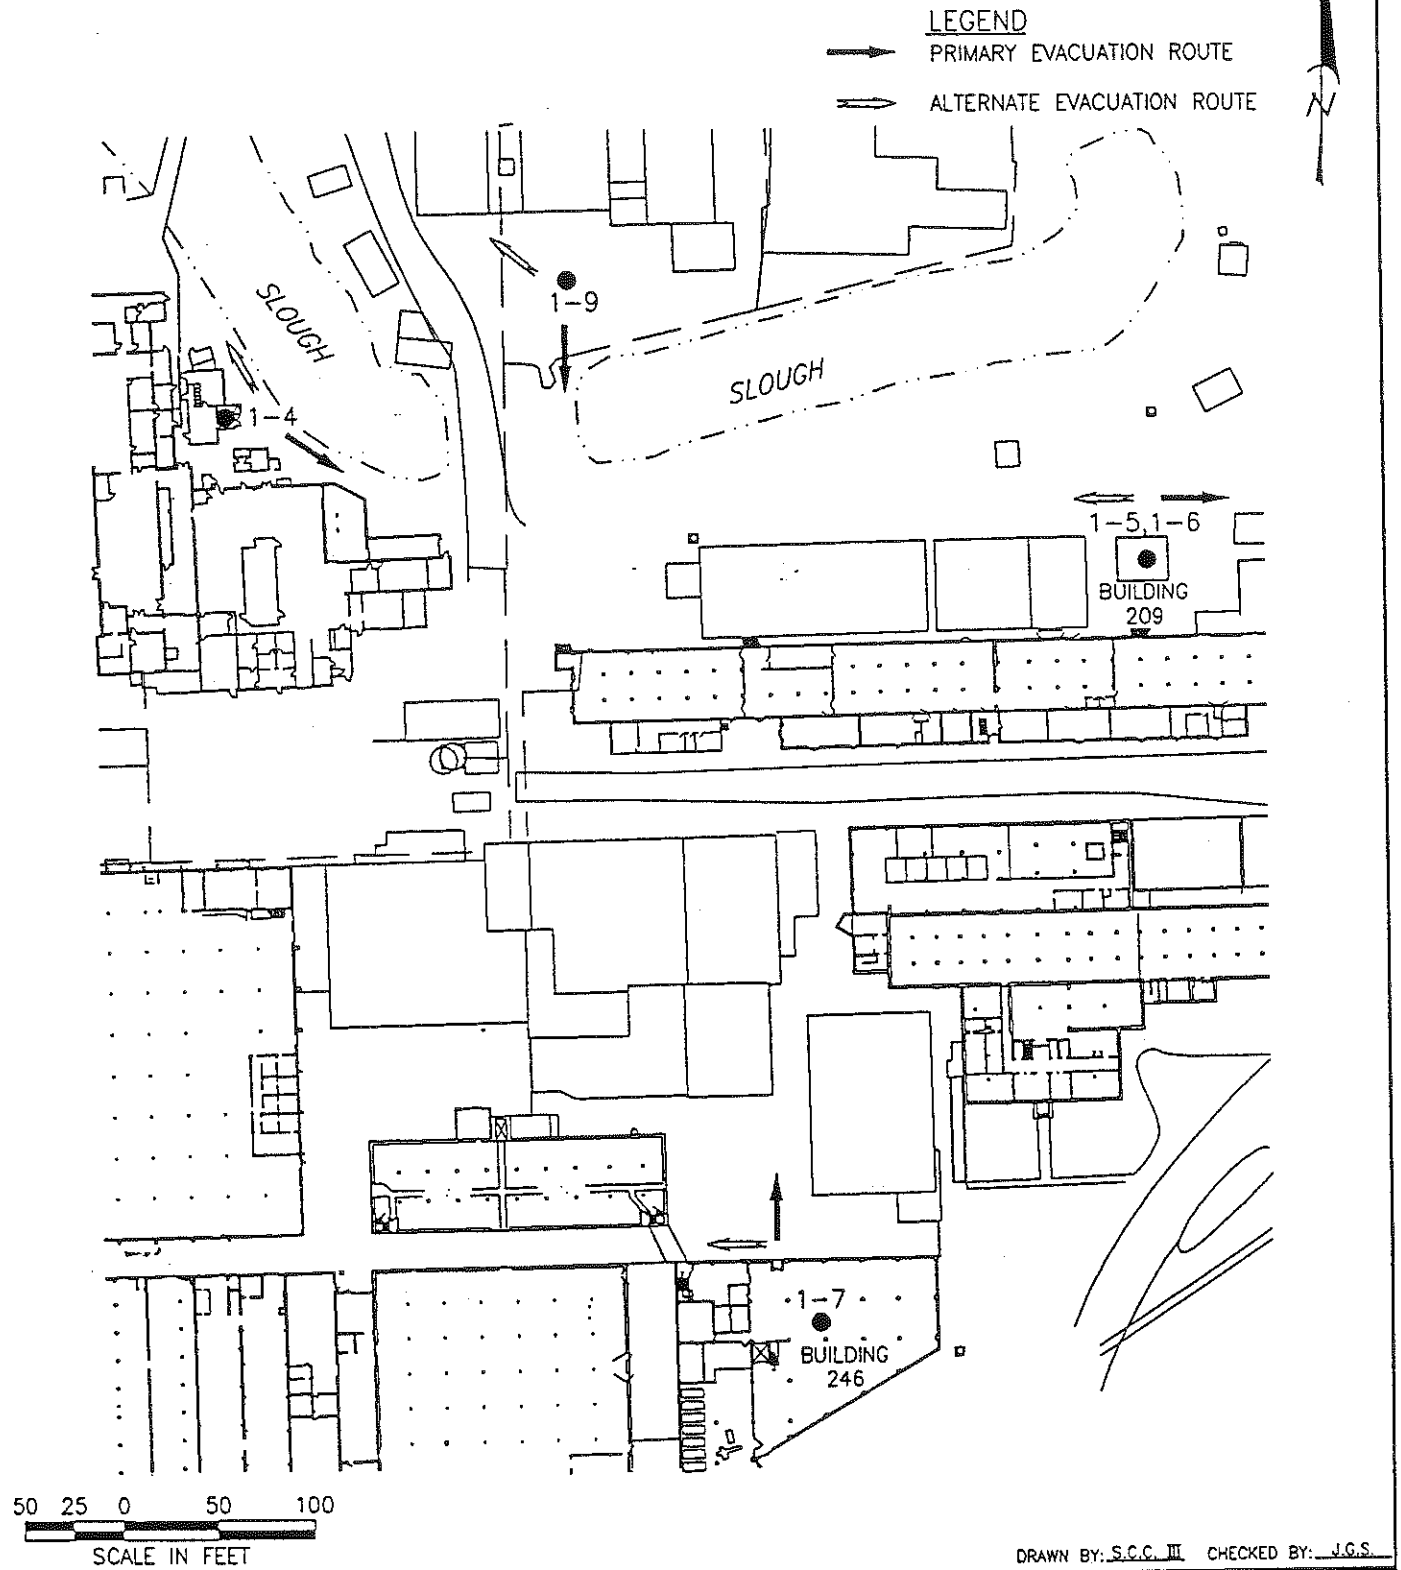 LEGEND
PRIMARY EVACUATION ROUTE
ALTERNATE EVACUATION ROUTE
N
SLOUGH
1-9
SLOUGH
1-4
1-5,1-6
BUILDING
209
1-7
BUILDING
246
50 25 0 50 100
SCALE IN FEET
DRAWN BY: S.C.C. III CHECKED BY: J.G.S.